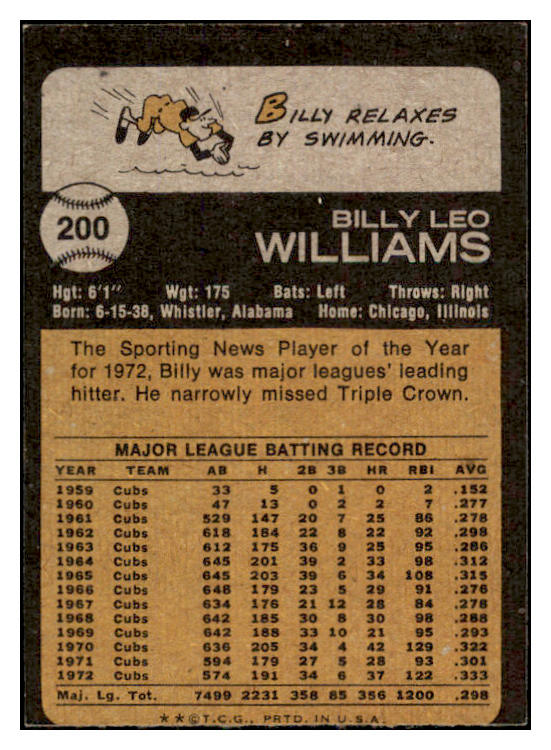 BILLY RELAXES
BY SWIMMING.
200
BILLY LEO
WILLIAMS
Hgt: 6'1" Wgt: 175 Bats: Left Throws: Right
Born: 6-15-38, Whistler, Alabama Home: Chicago, Illinois
The Sporting News Player of the Year
for 1972, Billy was major leagues' leading
hitter. He narrowly missed Triple Crown.
MAJOR LEAGUE BATTING RECORD
YEAR TEAM AB H 2B 3B HR RBI AVG
1959 Cubs 33 5 0 1 0 2 .152
1960 Cubs 47 13 0 2 2 7 .277
1961 Cubs 529 147 20 7 25 86 .278
1962 Cubs 618 184 22 8 22 92 .298
1963 Cubs 612 175 36 9 25 95 .286
1964 Cubs 645 201 39 2 33 98 .312
1965 Cubs 645 203 39 6 34 108 .315
1966 Cubs 648 179 23 5 29 91 .276
1967 Cubs 634 176 21 12 28 84 .278
1968 Cubs 642 185 30 8 30 98 .288
1969 Cubs 642 188 33 10 21 95 .293
1970 Cubs 636 205 34 4 42 129 .322
1971 Cubs 594 179 27 5 28 93 .301
1972 Cubs 574 191 34 6 37 122 .333
Maj. Lg. Tot. 7499 2231 358 85 356 1200 .298
**©T.C.G., PRTD. IN U.S.A.